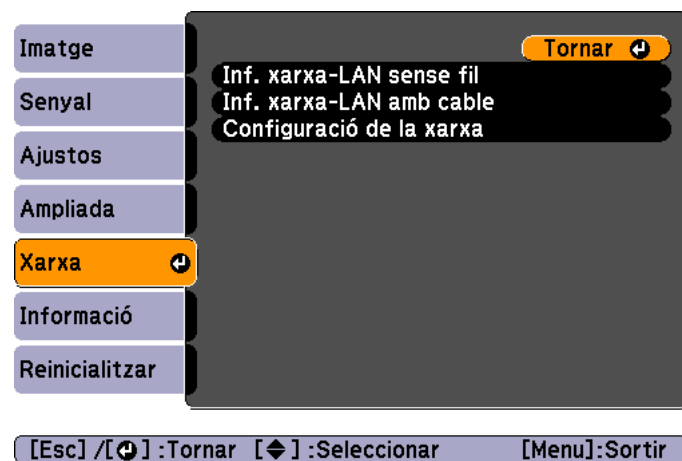 Imatge
Senyal
Ajustos
Ampliada
Xarxa
Informació
Reinicialitzar
Tornar
Inf. xarxa-LAN sense fil
Inf. xarxa-LAN amb cable
Configuració de la xarxa
[Esc] /[ ] :Tornar [ ] :Seleccionar [Menu]:Sortir